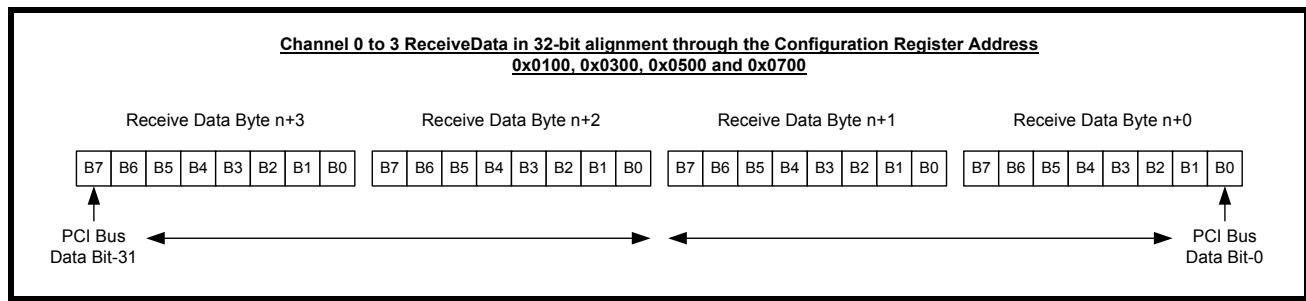 Channel 0 to 3 ReceiveData in 32-bit alignment through the Configuration Register Address
0x0100, 0x0300, 0x0500 and 0x0700
Receive Data Byte n+3 Receive Data Byte n+2 Receive Data Byte n+1 Receive Data Byte n+0
B7 B6 B5 B4 B3 B2 B1 B0 B7 B6 B5 B4 B3 B2 B1 B0 B7 B6 B5 B4 B3 B2 B1 B0 B7 B6 B5 B4 B3 B2 B1 B0
PCI Bus PCI Bus
Data Bit-31 Data Bit-0